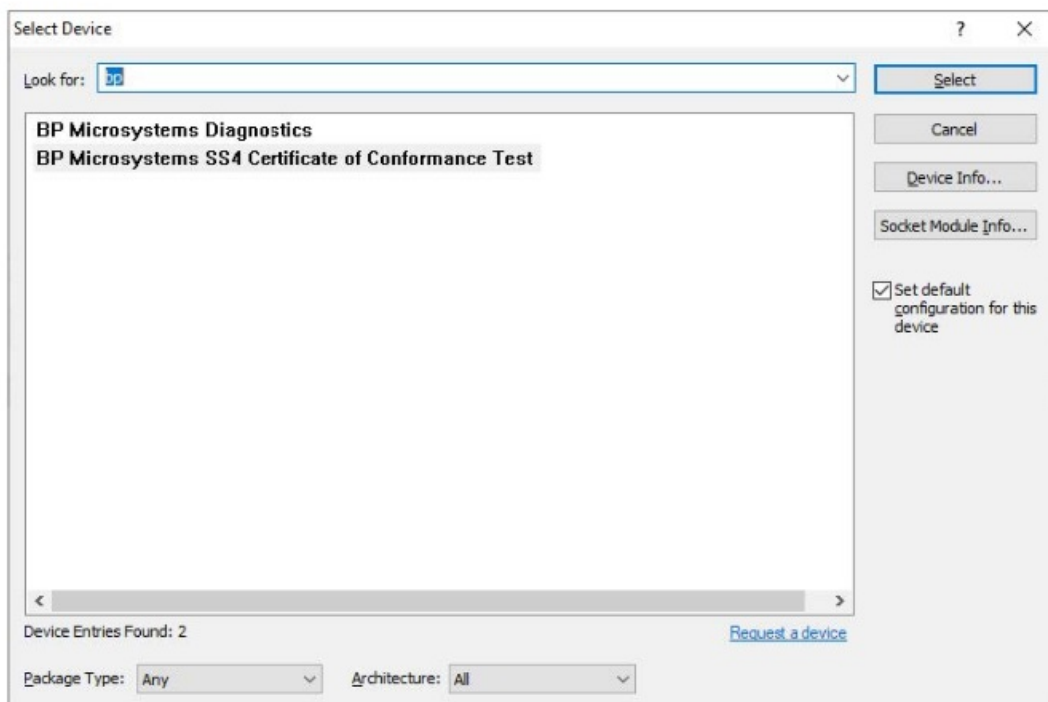 Select Device
?
Look for: bp
Select
BP Microsystems Diagnostics
BP Microsystems SS4 Certificate of Conformance Test
Cancel
Device Info...
Socket Module Info...
Set default
configuration for this
device
Device Entries Found: 2
Request a device
Package Type: Any
Architecture: All